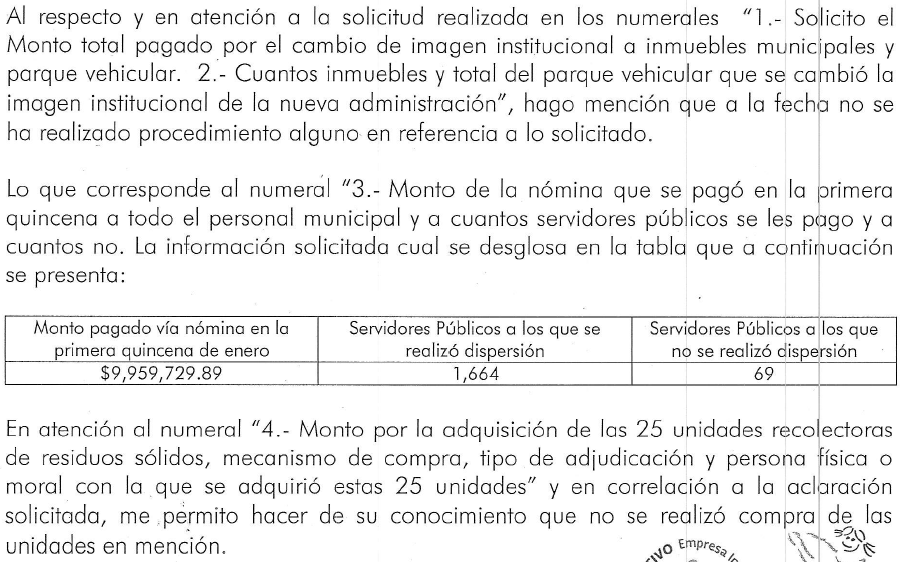 Al respecto y en atención a la solicitud realizada en los numerales "1.- Solicito el
Monto total pagado por el cambio de imagen institucional a inmuebles municipales y
parque vehicular. 2.- Cuantos inmuebles y total del parque vehicular que se cambió la
imagen institucional de la nueva administración", hago mención que a la fecha no se
ha realizado procedimiento alguno en referencia a lo solicitado.
Lo que corresponde al numeral "3.- Monto de la nómina que se pagó en la primera
quincena a todo el personal municipal y a cuantos servidores públicos se les pago y a
cuantos no. La información solicitada cual se desglosa en la tabla que a continuación
se presenta:
Monto pagado vía nómina en la
primera quincena de enero
Servidores Públicos a los que se
realizó dispersión
Servidores Públicos a los que
no se realizó dispersión
$9,959,729.89
1,664
69
En atención al numeral "4.- Monto por la adquisición de las 25 unidades recolectoras
de residuos sólidos, mecanismo de compra, tipo de adjudicación y persona física o
moral con la que se adquirió estas 25 unidades" y en correlación a la aclaración
solicitada, me permito hacer de su conocimiento que no se realizó compra de las
unidades en mención.
Empresa